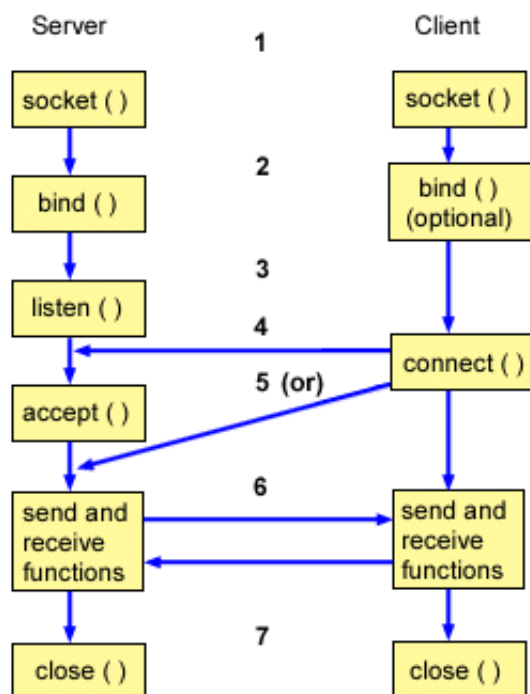 Server
1
Client
socket ( )
socket ( )
2
bind ( )
bind ( )
(optional)
3
listen ( )
4
connect ( )
5 (or)
accept ( )
6
send and
receive
functions
send and
receive
functions
7
close ( )
close ( )